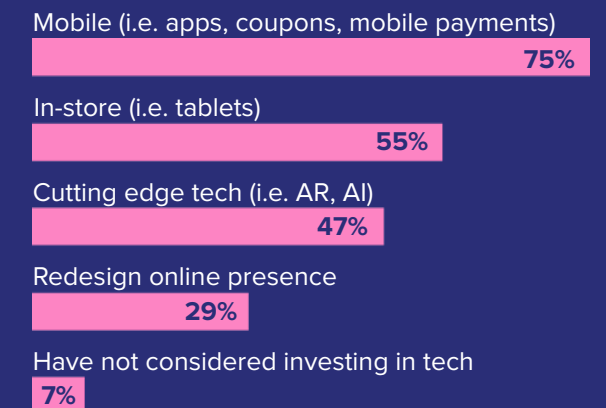 Mobile (i.e. apps, coupons, mobile payments)
75%
In-store (i.e. tablets)
55%
Cutting edge tech (i.e. AR, AI)
47%
Redesign online presence
29%
Have not considered investing in tech
7%